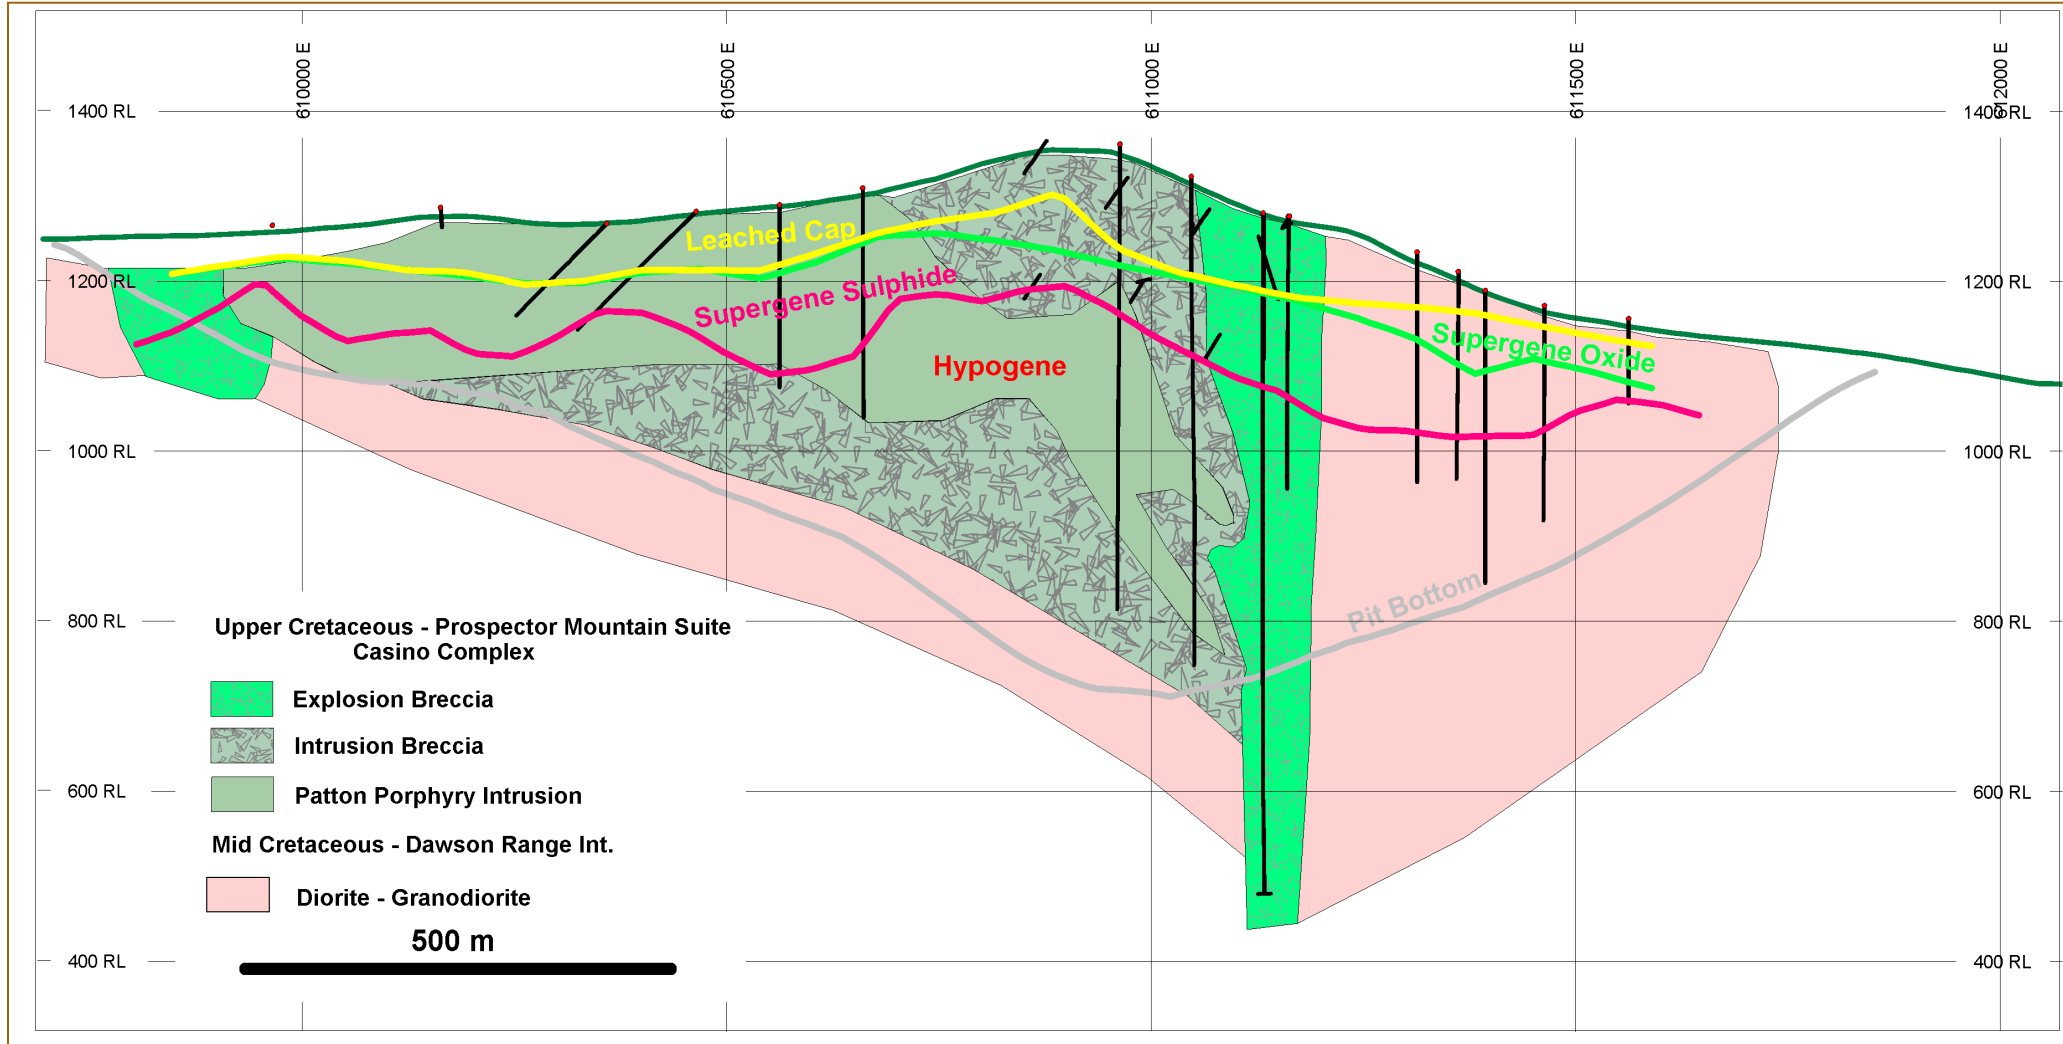 610000 E
610500 E
611000 E
611500 E
612000 E
1400 RL
1400 RL
Leached Cap
1200 RL
1200 RL
Supergene Sulphide
Supergene Oxide
Hypogene
1000 RL
1000 RL
Pit Bottom
800 RL
800 RL
Upper Cretaceous - Prospector Mountain Suite
Casino Complex
Explosion Breccia
Intrusion Breccia
600 RL
600 RL
Patton Porphyry Intrusion
Mid Cretaceous - Dawson Range Int.
Diorite - Granodiorite
500 m
400 RL
400 RL